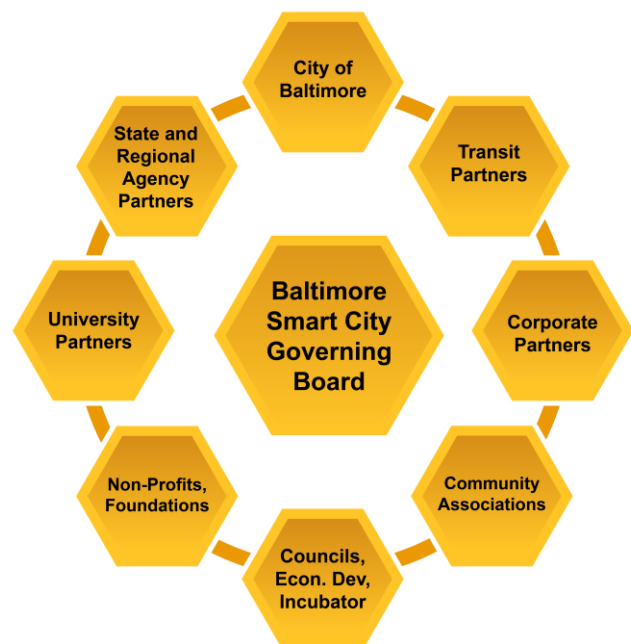 City of
Baltimore
State and
Regional
Agency
Partners
Transit
Partners
Baltimore
Smart City
Governing
Board
University
Partners
Corporate
Partners
Non-Profits,
Foundations
Community
Associations
Councils,
Econ. Dev,
Incubator